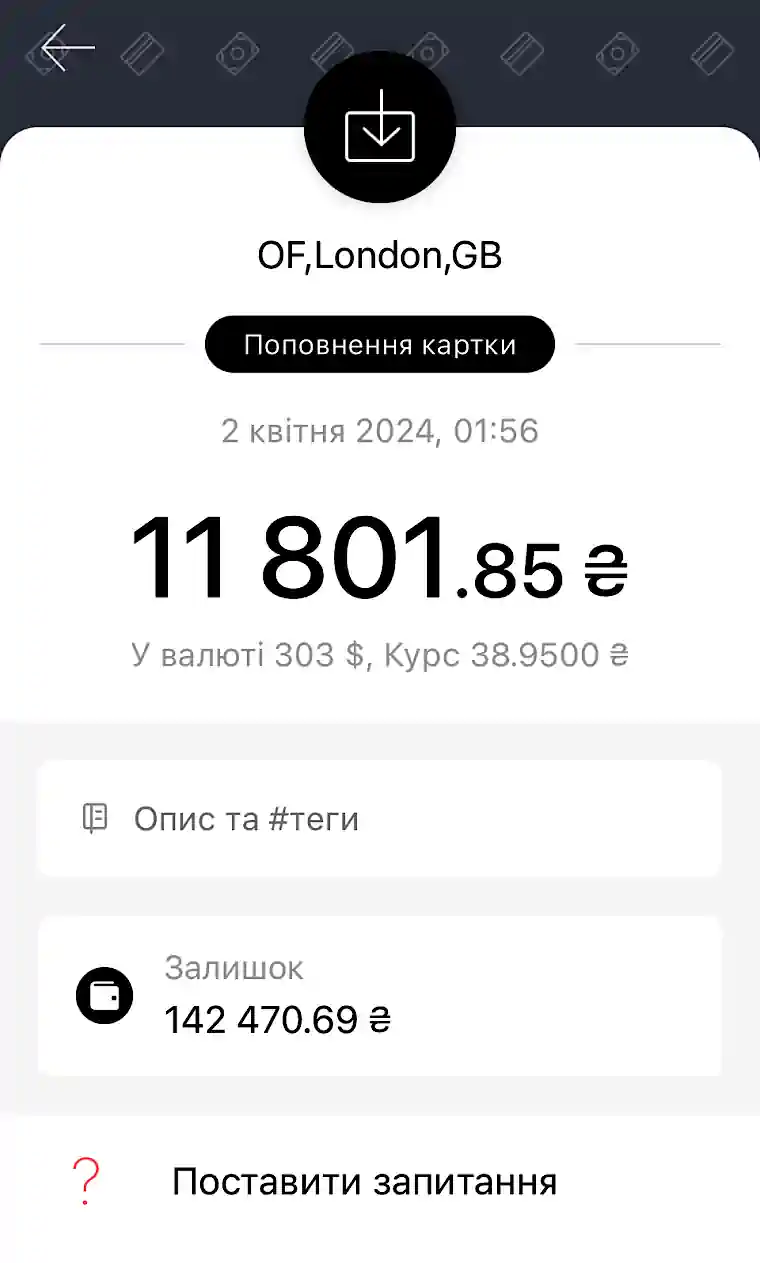 OF,London,GB
Поповнення картки
2 квітня 2024, 01:56
11 801.85 ₴
У валюті 303 $, Курс 38.9500 ₴
Опис та #теги
Залишок
142 470.69 ₴
? Поставити запитання